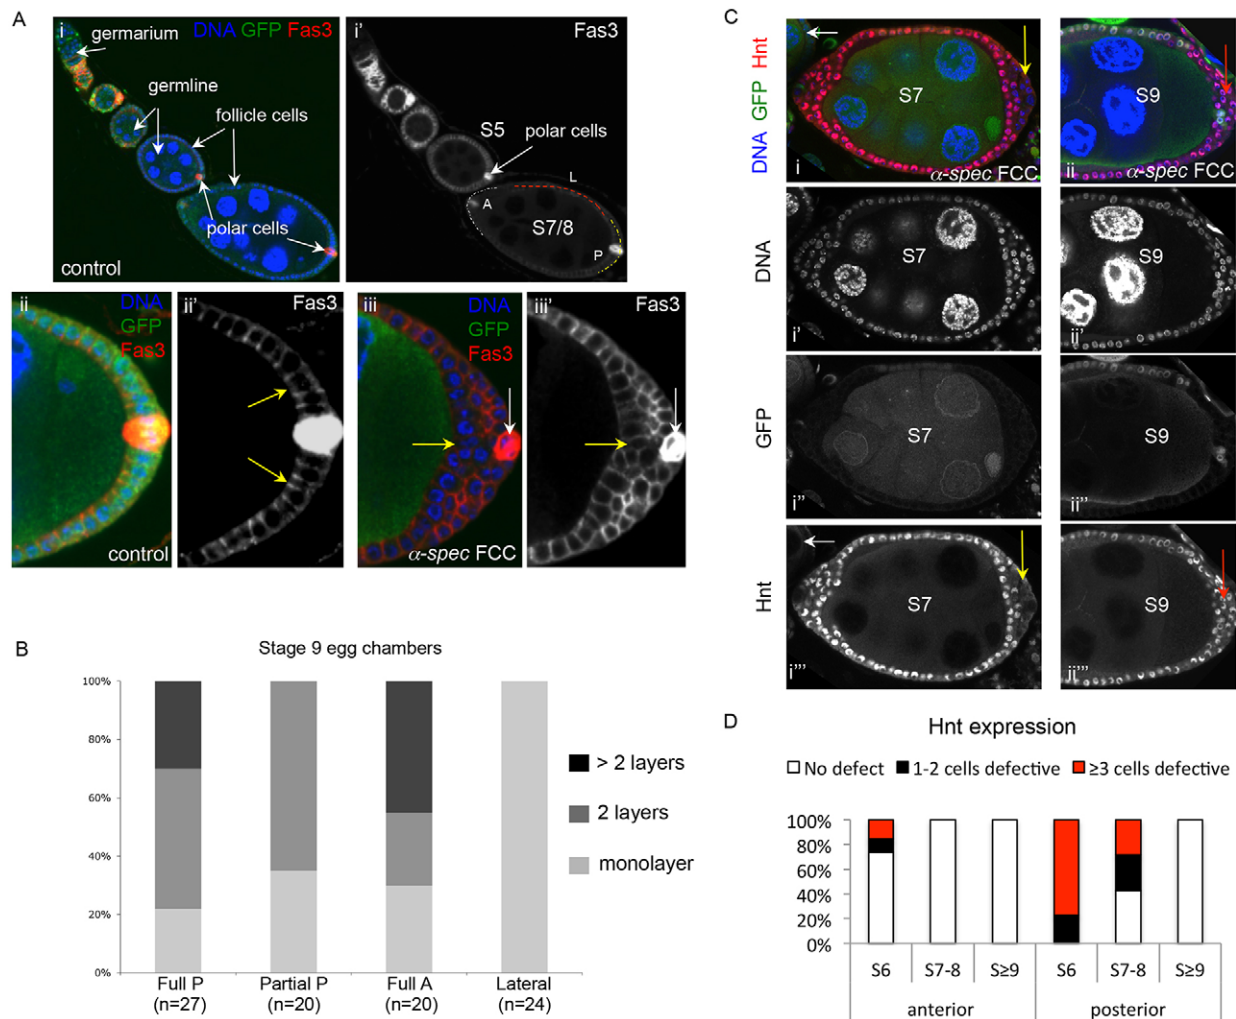 A
i
DNA GFP Fas3
germarium
germline
follicle cells
polar cells
control
i'
Fas3
S5
polar cells
L
A
S7/8
P
ii
DNA
GFP
Fas3
control
ii'
Fas3
iii
DNA
GFP
Fas3
α-spec FCC
iii'
Fas3
B
Stage 9 egg chambers
100%
80%
60%
40%
20%
0%
Full P
(n=27)
Partial P
(n=20)
Full A
(n=20)
Lateral
(n=24)
> 2 layers
2 layers
monolayer
C
DNA GFP Hnt
S7
i
α-spec FCC
S9
ii
α-spec FCC
DNA
S7
i'
S9
ii'
GFP
S7
i''
S9
ii''
Hnt
S7
i'''
S9
ii'''
D
Hnt expression
No defect 1-2 cells defective ≥3 cells defective
100%
80%
60%
40%
20%
0%
S6 S7-8 S≥9 S6 S7-8 S≥9
anterior posterior